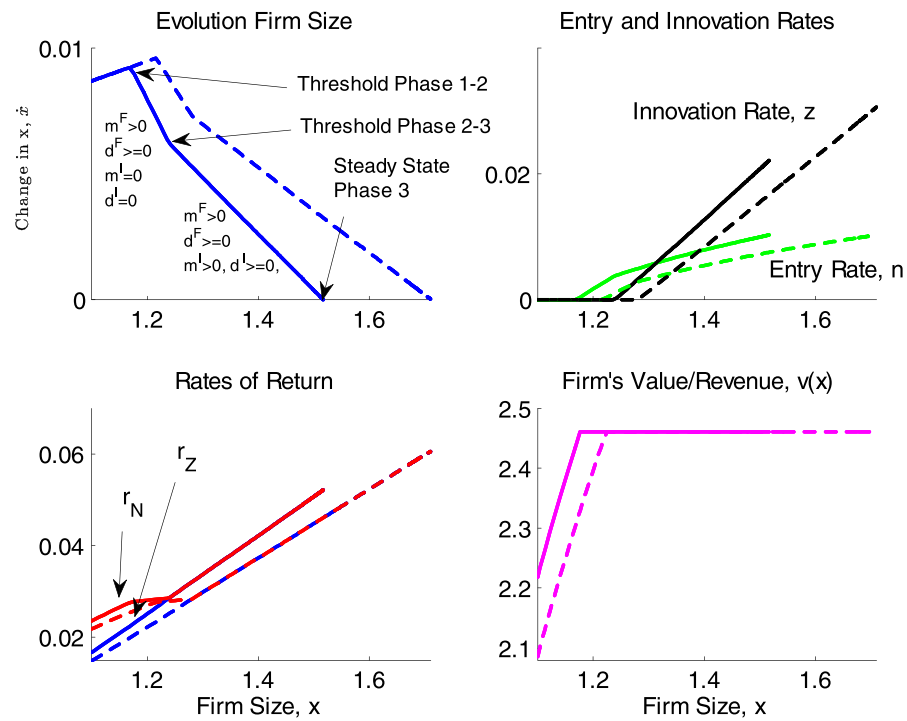 Evolution Firm Size
0.01
Change in x, ẋ
Threshold Phase 1-2
Threshold Phase 2-3
Steady State
Phase 3
m^F>0
d^F>=0
m^I=0
d^I=0
m^F>0
d^F>=0
m^I>0, d^I>=0,
0
1.2
1.4
1.6
Entry and Innovation Rates
Innovation Rate, z
0.02
Entry Rate, n
0
1.2
1.4
1.6
Rates of Return
0.06
r_Z
r_N
0.04
0.02
1.2
1.4
1.6
Firm Size, x
Firm's Value/Revenue, v(x)
2.5
2.4
2.3
2.2
2.1
1.2
1.4
1.6
Firm Size, x